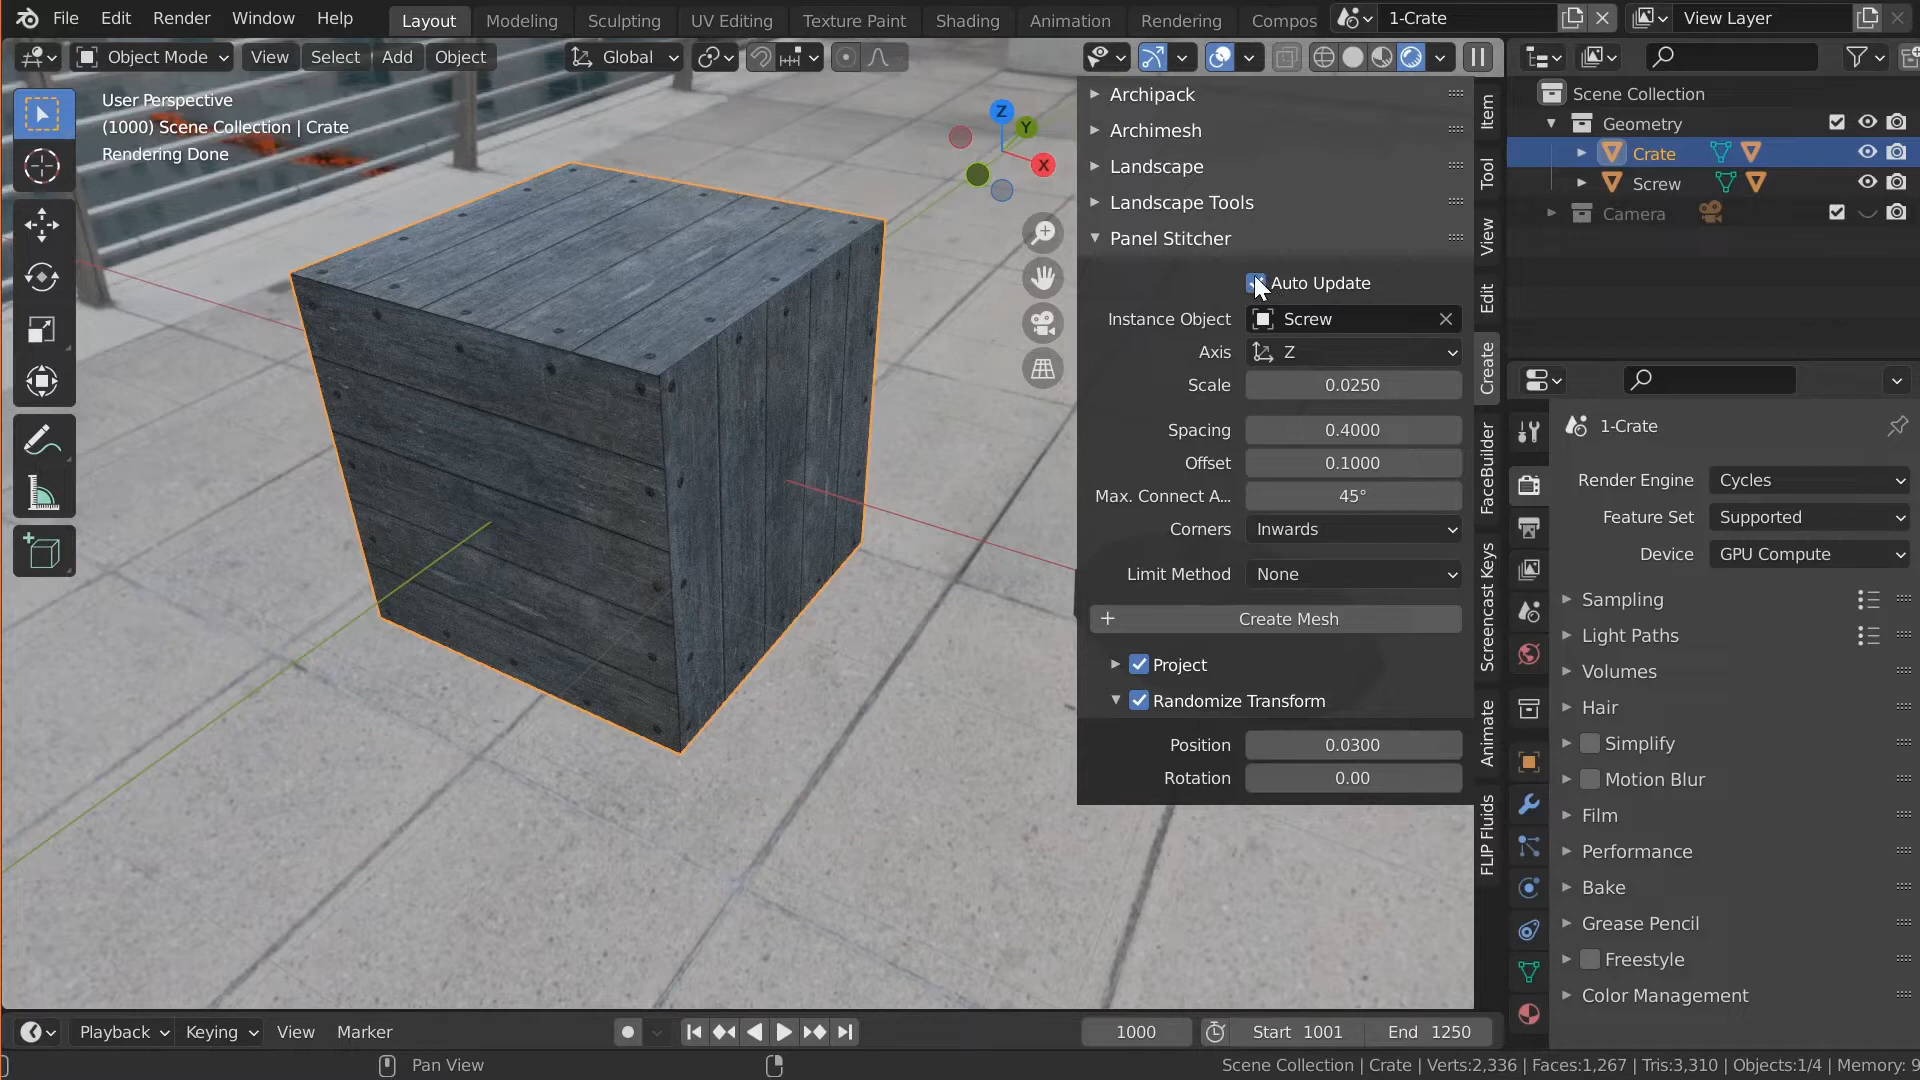 File Edit Render Window Help Layout Modeling Sculpting UV Editing Texture Paint Shading Animation Rendering Compos 1-Crate View Layer
Object Mode View Select Add Object Global
User Perspective
(1000) Scene Collection | Crate
Rendering Done
Z
Y
X
Archipack
Archimesh
Landscape
Landscape Tools
Panel Stitcher
Auto Update
Instance Object Screw
Axis Z
Scale 0.0250
Spacing 0.4000
Offset 0.1000
Max. Connect A... 45°
Corners Inwards
Limit Method None
Create Mesh
Project
Randomize Transform
Position 0.0300
Rotation 0.00
Item
Tool
View
Edit
Create
FaceBuilder
Screencast Keys
Animate
FLIP Fluids
Scene Collection
Geometry
Crate
Screw
Camera
1-Crate
Render Engine Cycles
Feature Set Supported
Device GPU Compute
Sampling
Light Paths
Volumes
Hair
Simplify
Motion Blur
Film
Performance
Bake
Grease Pencil
Freestyle
Color Management
Playback Keying View Marker 1000 Start 1001 End 1250
Pan View Scene Collection | Crate | Verts:2,336 | Faces:1,267 | Tris:3,310 | Objects:1/4 | Memory: 9